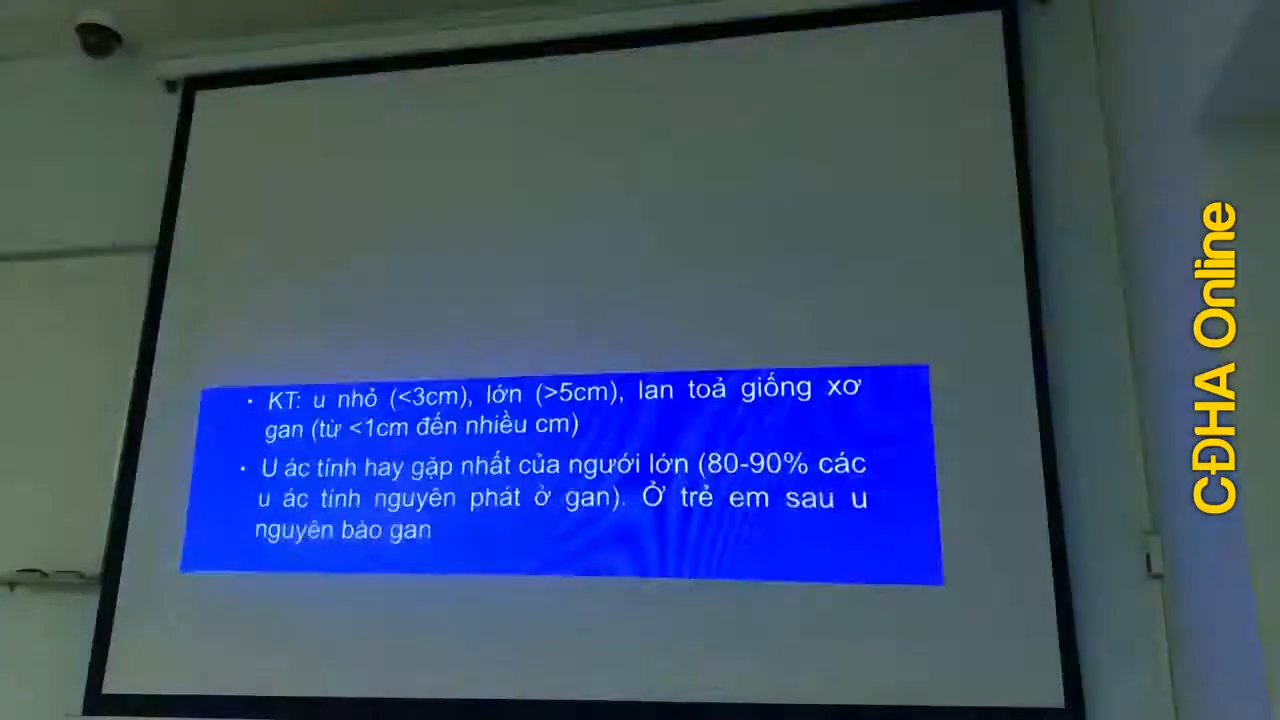 • KT: u nhỏ (<3cm), lớn (>5cm), lan toả giống xơ
gan (từ <1cm đến nhiều cm)
• U ác tính hay gặp nhất của người lớn (80-90% các
u ác tính nguyên phát ở gan). Ở trẻ em sau u
nguyên bào gan
CĐHA Online